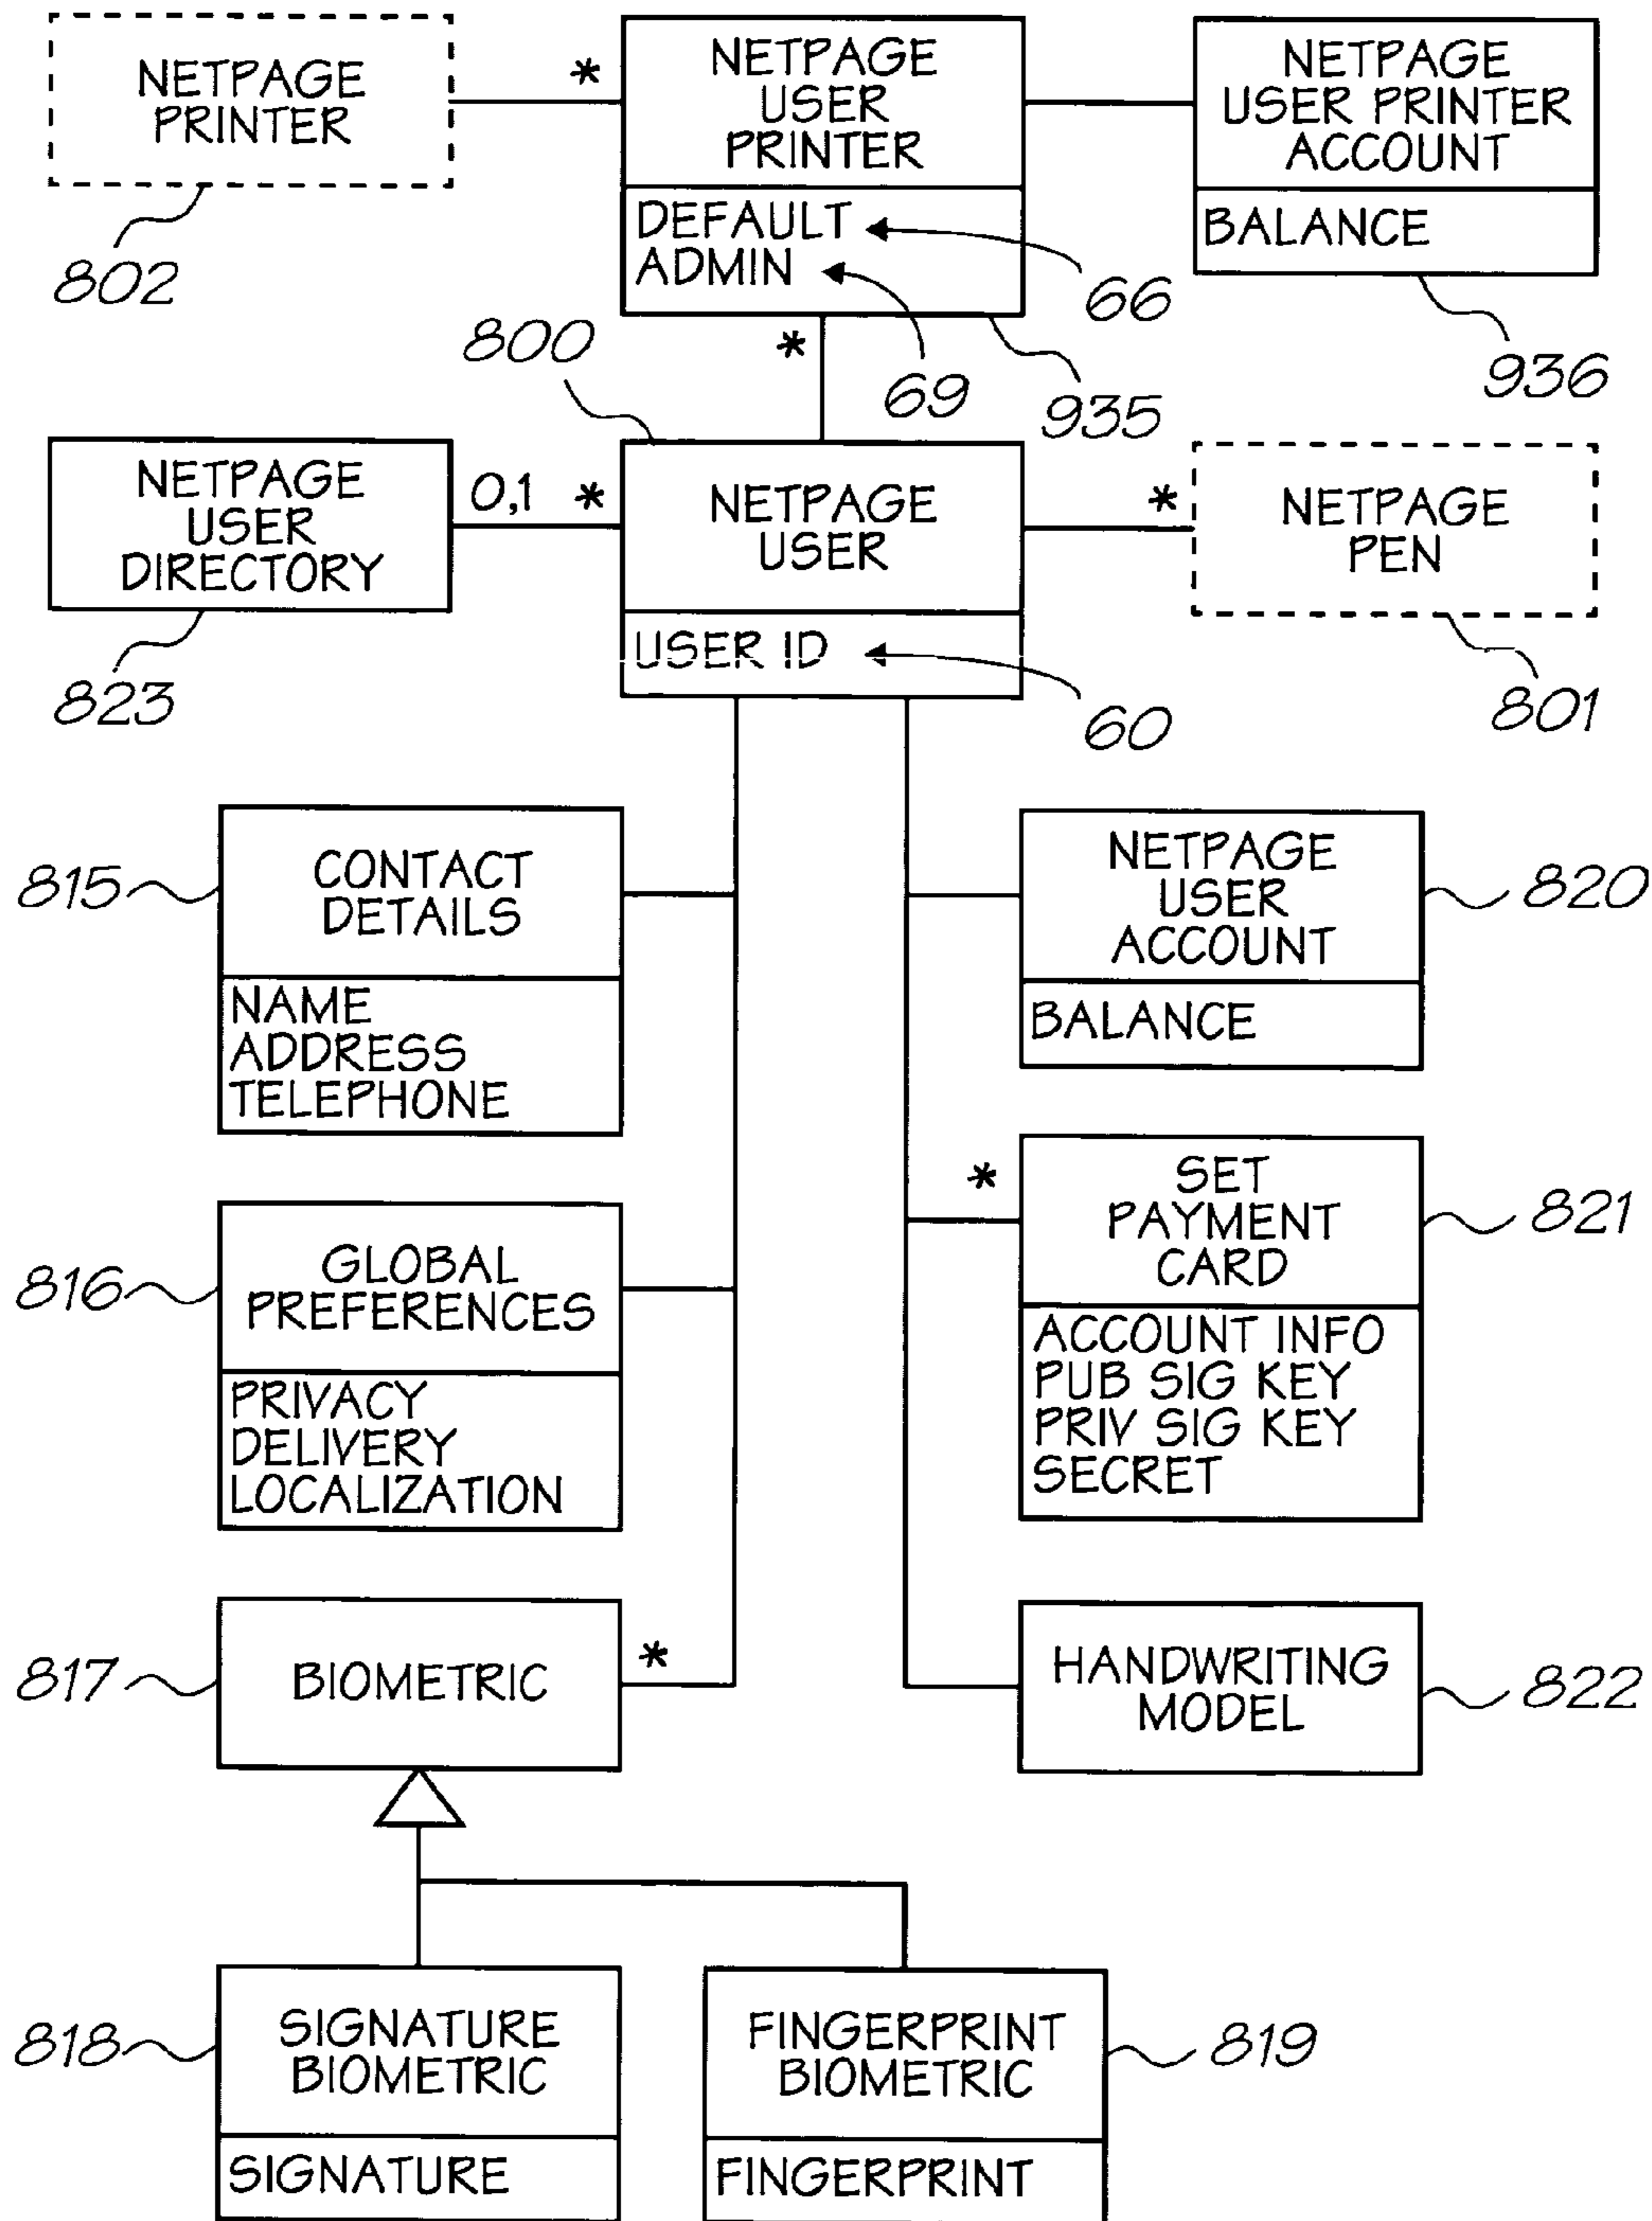 NETPAGE
PRINTER
802
*
NETPAGE
USER
PRINTER
DEFAULT
ADMIN
66
69
935
*
NETPAGE
USER PRINTER
ACCOUNT
BALANCE
936
800
NETPAGE
USER
DIRECTORY
823
0,1 *
NETPAGE
USER
USER ID
60
*
NETPAGE
PEN
801
815
CONTACT
DETAILS
NAME
ADDRESS
TELEPHONE
NETPAGE
USER
ACCOUNT
BALANCE
820
816
GLOBAL
PREFERENCES
PRIVACY
DELIVERY
LOCALIZATION
*
SET
PAYMENT
CARD
ACCOUNT INFO
PUB SIG KEY
PRIV SIG KEY
SECRET
821
817
BIOMETRIC
*
HANDWRITING
MODEL
822
818
SIGNATURE
BIOMETRIC
SIGNATURE
FINGERPRINT
BIOMETRIC
FINGERPRINT
819